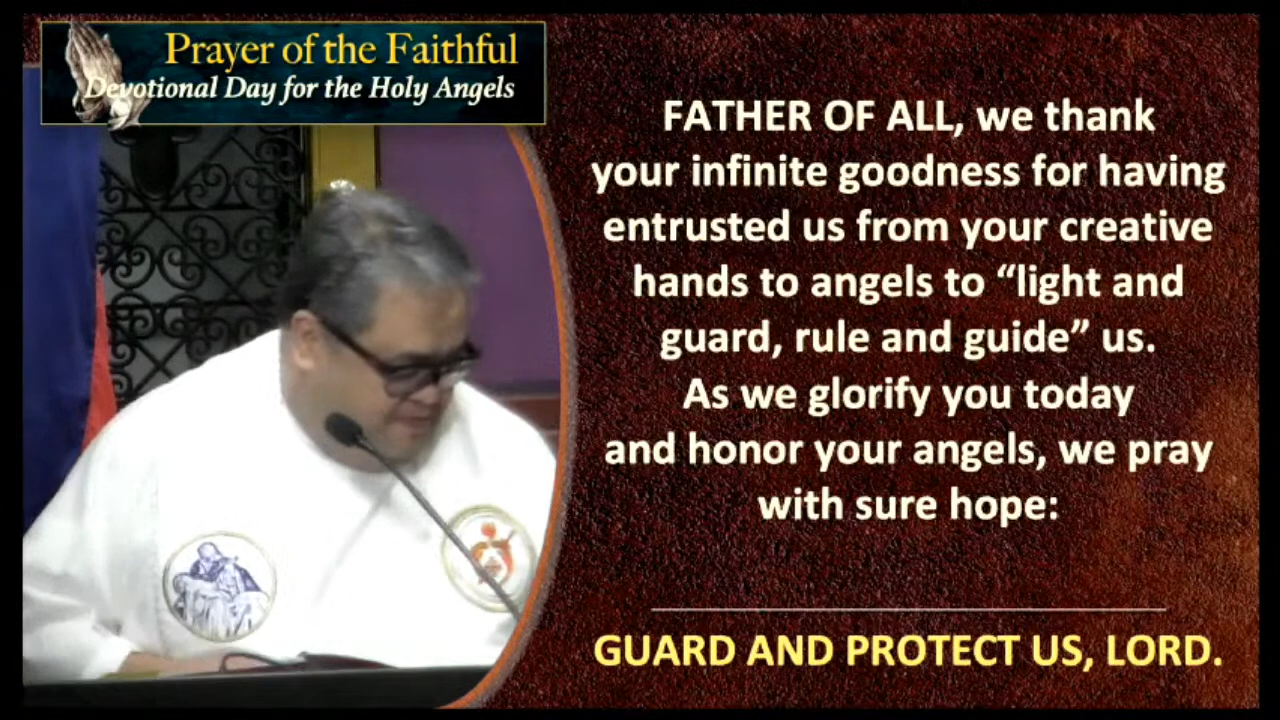 Prayer of the Faithful
Devotional Day for the Holy Angels
FATHER OF ALL, we thank
your infinite goodness for having
entrusted us from your creative
hands to angels to “light and
guard, rule and guide” us.
As we glorify you today
and honor your angels, we pray
with sure hope:
GUARD AND PROTECT US, LORD.